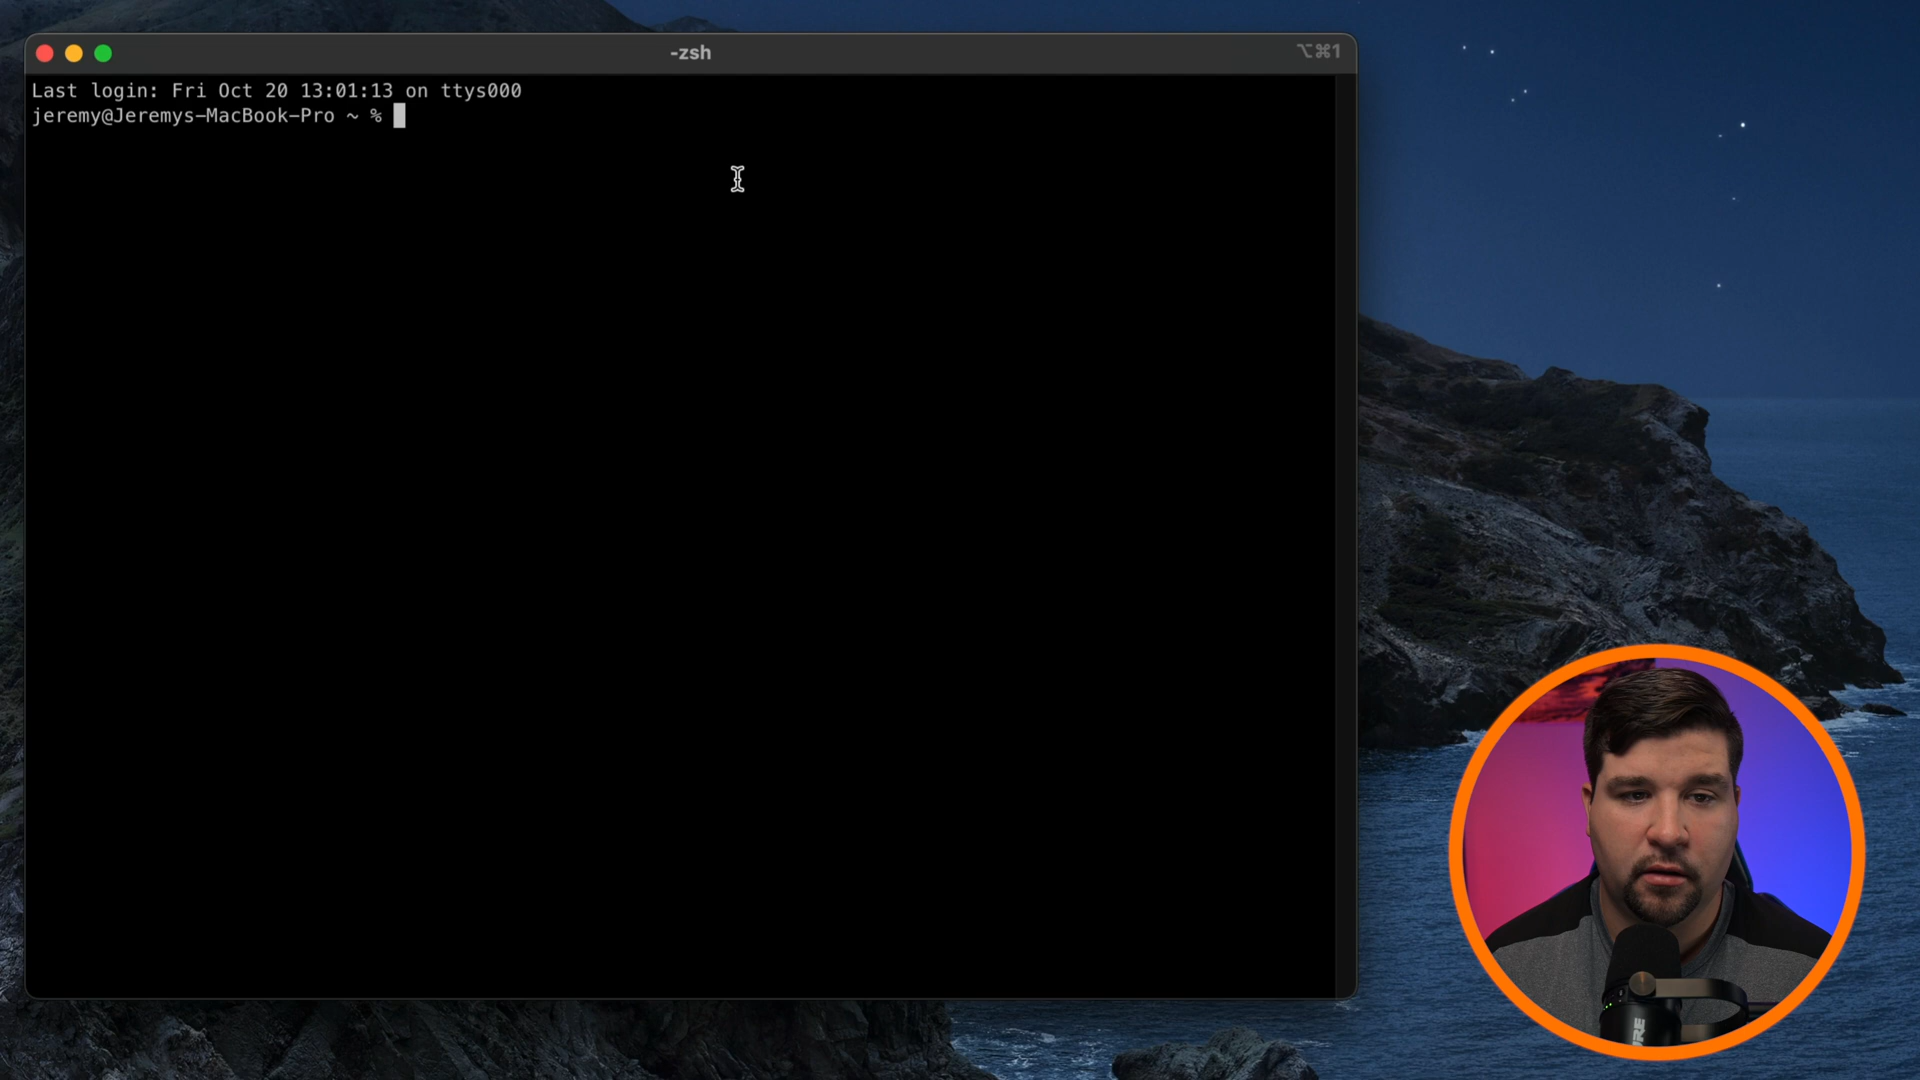 -zsh
⌥⌘1
Last login: Fri Oct 20 13:01:13 on ttys000
jeremy@Jeremys-MacBook-Pro ~ %